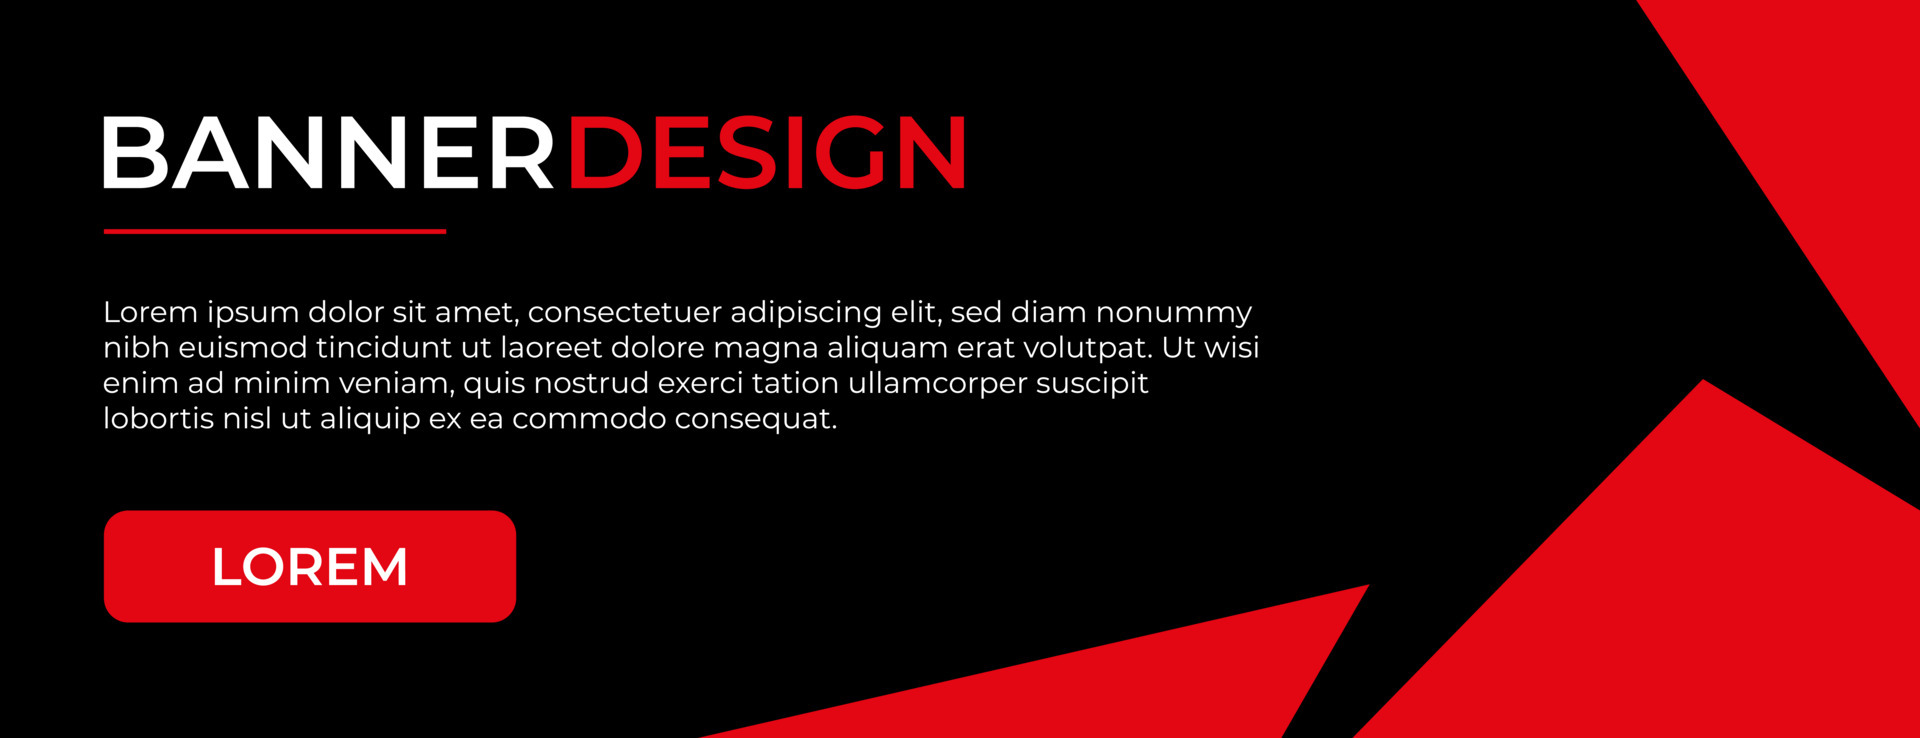 BANNERDESIGN
Lorem ipsum dolor sit amet, consectetuer adipiscing elit, sed diam nonummy
nibh euismod tincidunt ut laoreet dolore magna aliquam erat volutpat. Ut wisi
enim ad minim veniam, quis nostrud exerci tation ullamcorper suscipit
lobortis nisl ut aliquip ex ea commodo consequat.
LOREM